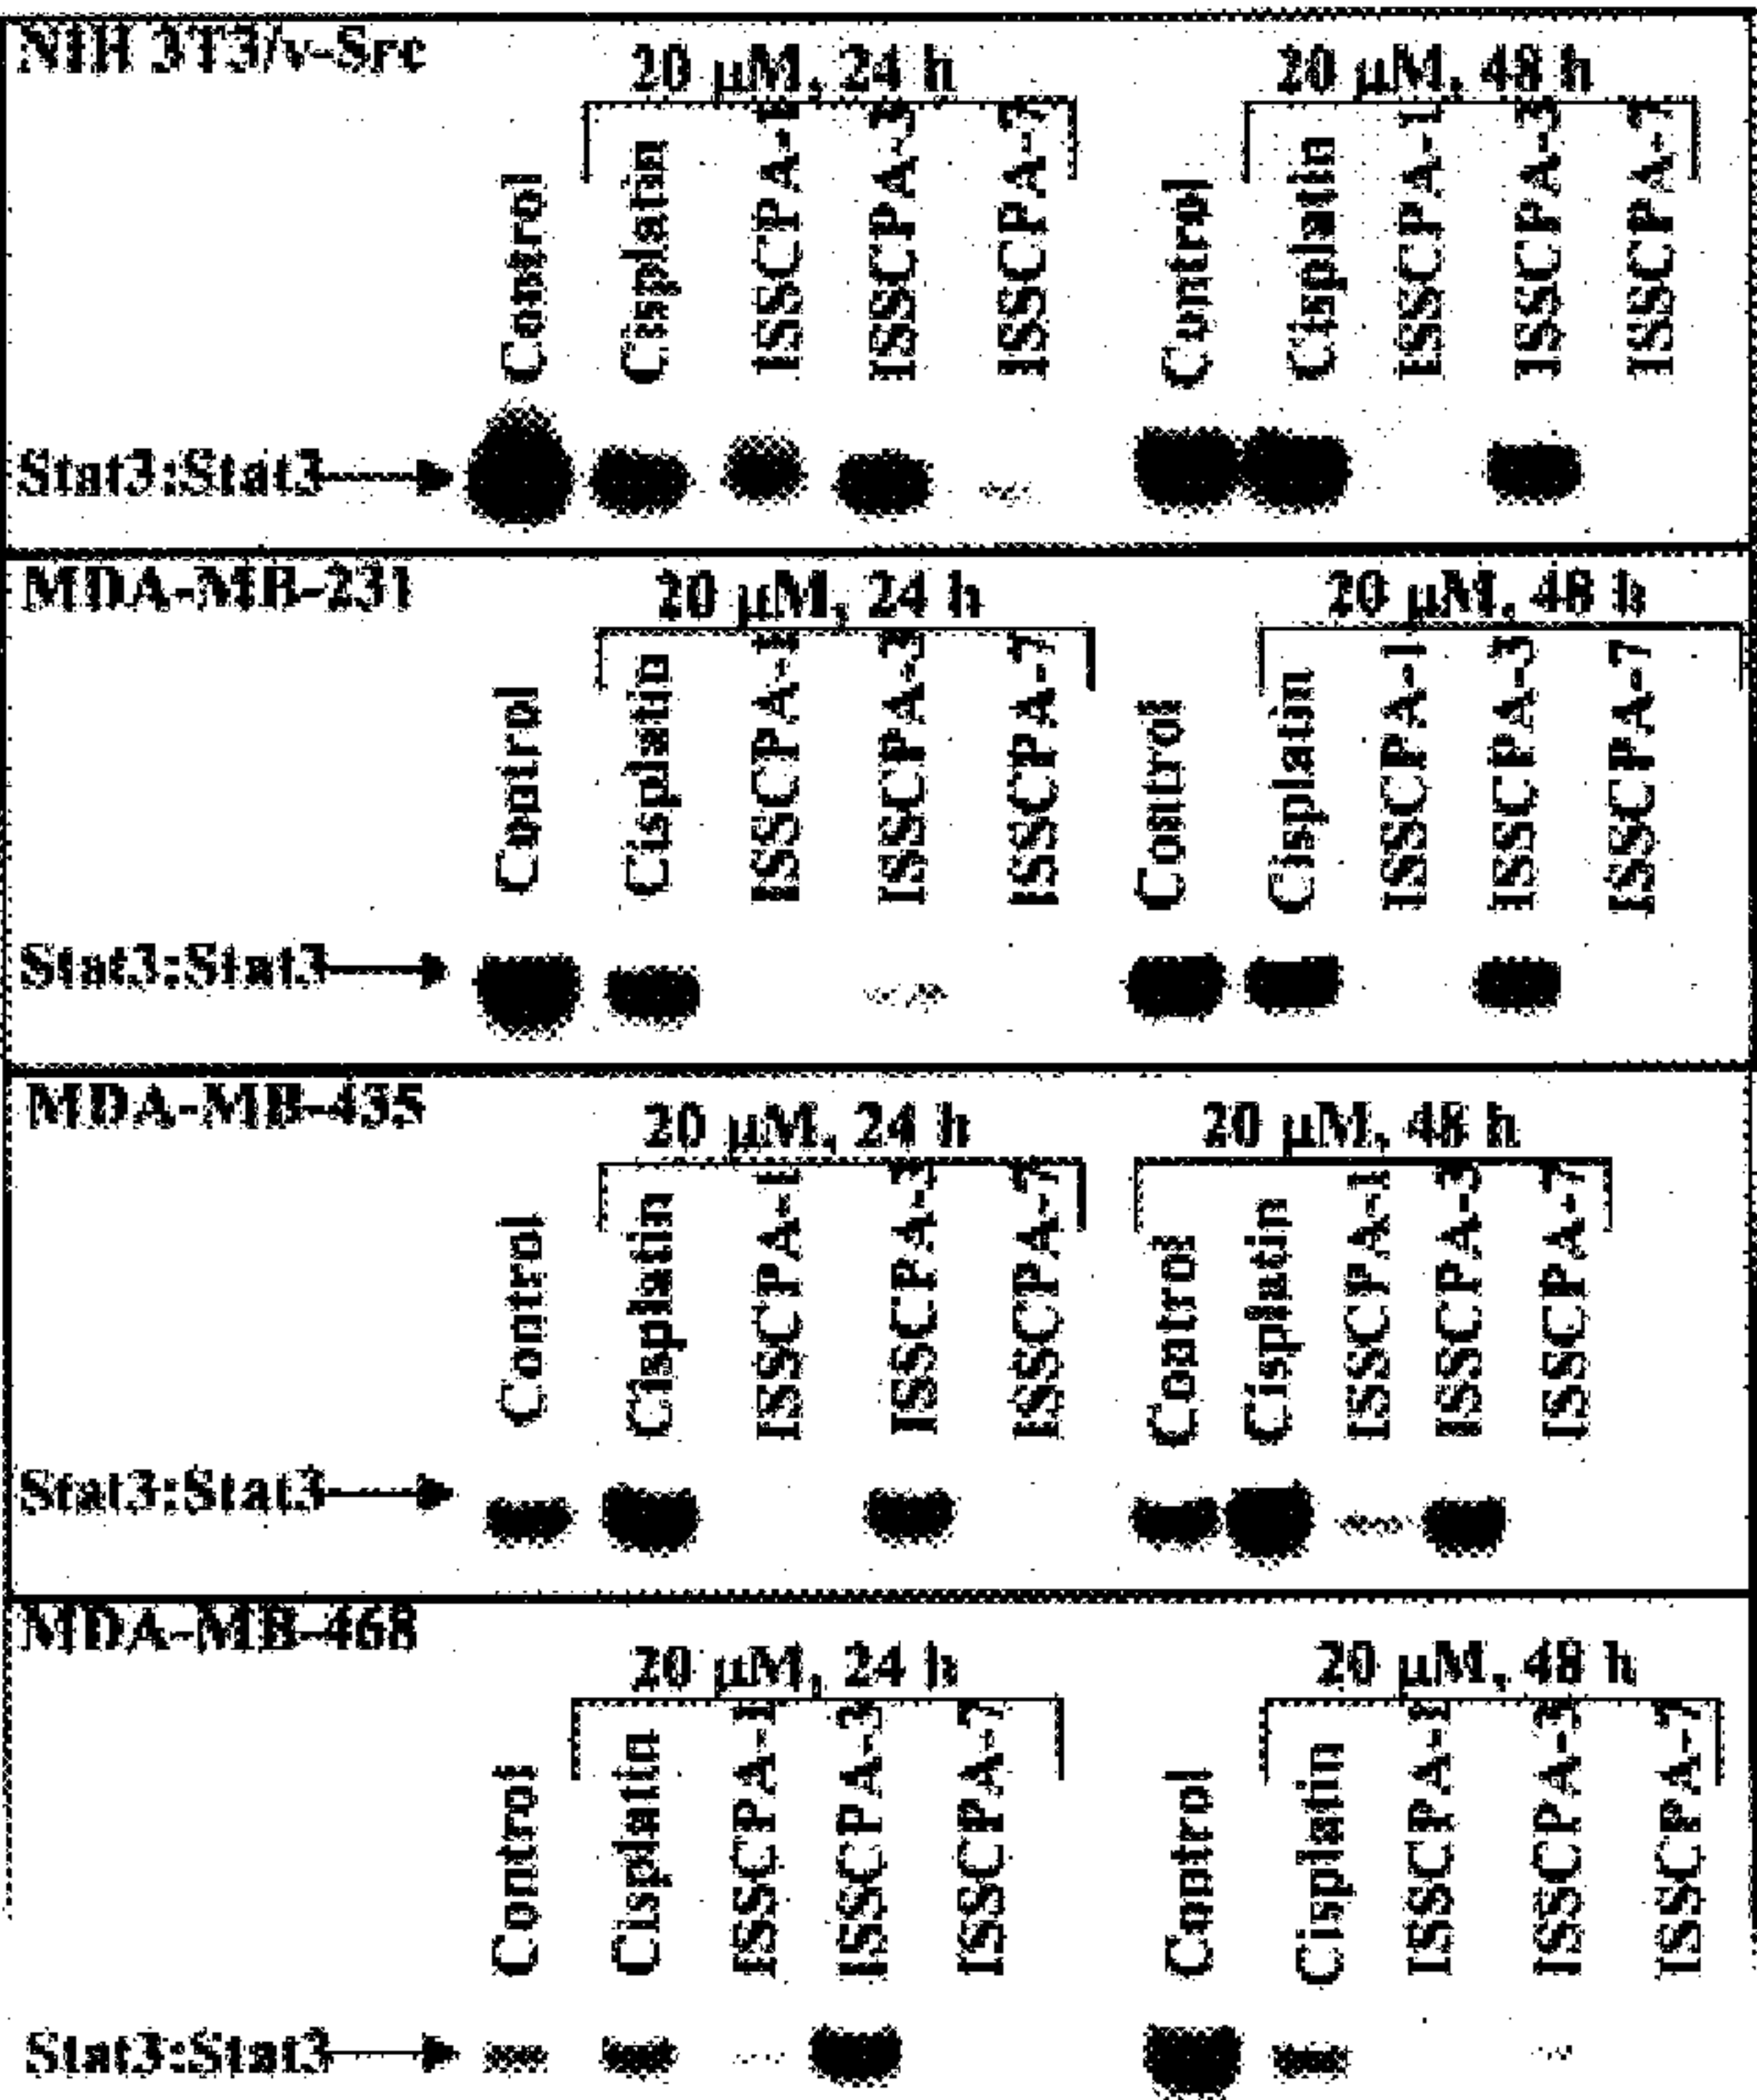 NIH 3T3/v-Src
20 µM, 24 h 20 µM, 48 h
Control Cisplatin ISSCPA-1 ISSCPA-3 ISSCPA-7 Control Cisplatin ISSCPA-1 ISSCPA-3 ISSCPA-7
Stat3:Stat3
MDA-MB-231
20 µM, 24 h 20 µM, 48 h
Control Cisplatin ISSCPA-1 ISSCPA-3 ISSCPA-7 Control Cisplatin ISSCPA-1 ISSCPA-3 ISSCPA-7
Stat3:Stat3
MDA-MB-435
20 µM, 24 h 20 µM, 48 h
Control Cisplatin ISSCPA-1 ISSCPA-3 ISSCPA-7 Control Cisplatin ISSCPA-1 ISSCPA-3 ISSCPA-7
Stat3:Stat3
MDA-MB-468
20 µM, 24 h 20 µM, 48 h
Control Cisplatin ISSCPA-1 ISSCPA-3 ISSCPA-7 Control Cisplatin ISSCPA-1 ISSCPA-3 ISSCPA-7
Stat3:Stat3